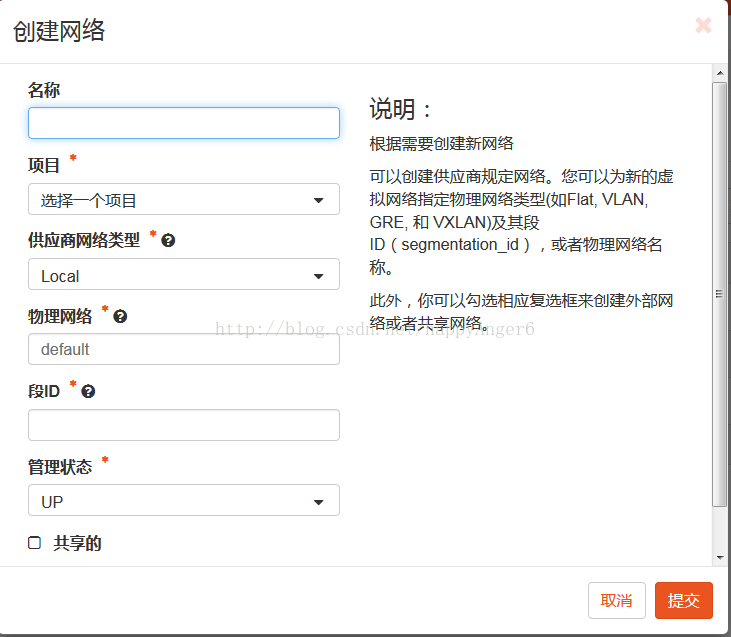 创建网络
名称
项目 *
选择一个项目
供应商网络类型 *
Local
物理网络 *
default
段ID *
管理状态 *
UP
共享的
说明：
根据需要创建新网络
可以创建供应商规定网络。您可以为新的虚
拟网络指定物理网络类型(如Flat, VLAN,
GRE, 和 VXLAN)及其段
ID（segmentation_id），或者物理网络名
称。
此外，你可以勾选相应复选框来创建外部网
络或者共享网络。
http://blog.csdn.net/happyAnger6
取消
提交